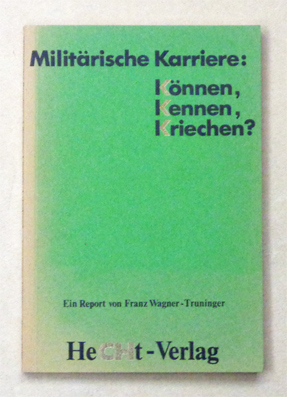 Militärische Karriere:
Können,
Kennen,
Kriechen?
Ein Report von Franz Wagner-Truninger
HeCHt-Verlag